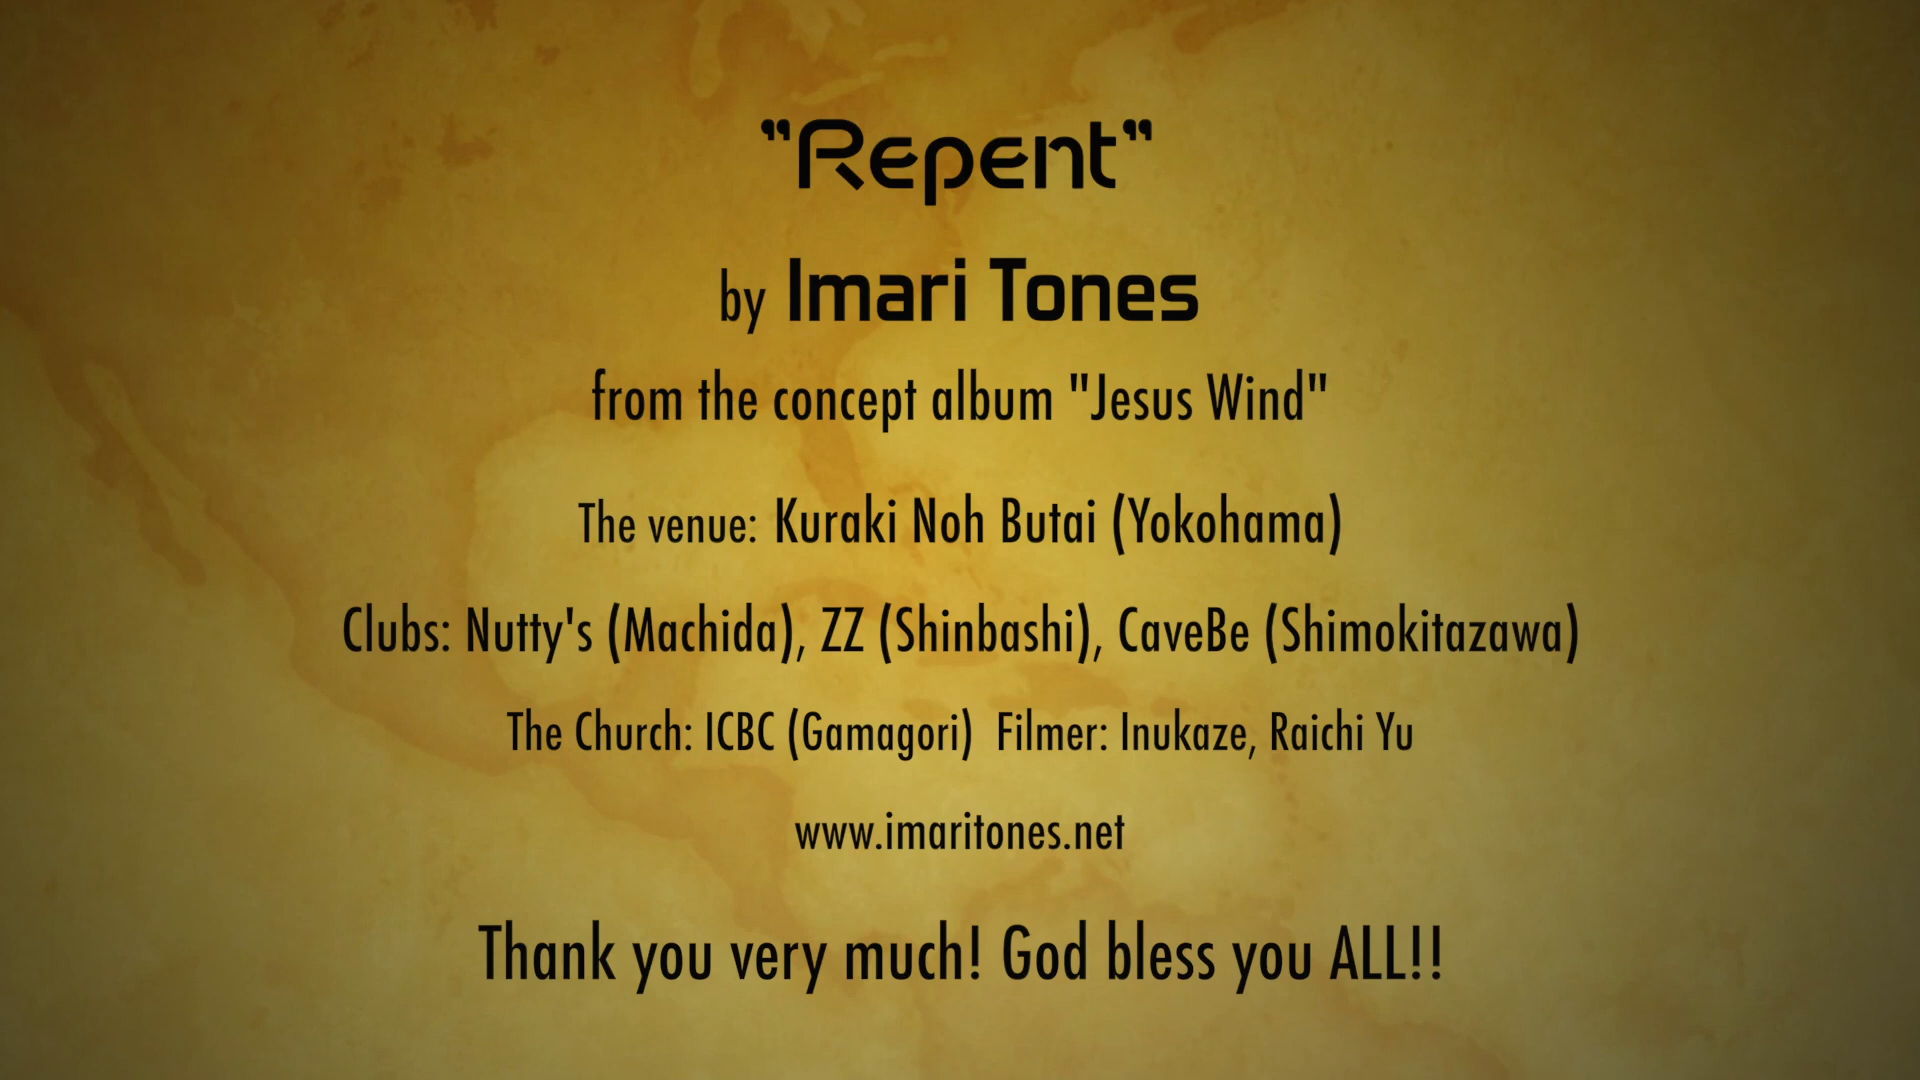 "Repent"
by Imari Tones
from the concept album "Jesus Wind"
The venue: Kuraki Noh Butai (Yokohama)
Clubs: Nutty's (Machida), ZZ (Shinbashi), CaveBe (Shimokitazawa)
The Church: ICBC (Gamagori)  Filmer: Inukaze, Raichi Yu
www.imaritones.net
Thank you very much! God bless you ALL!!